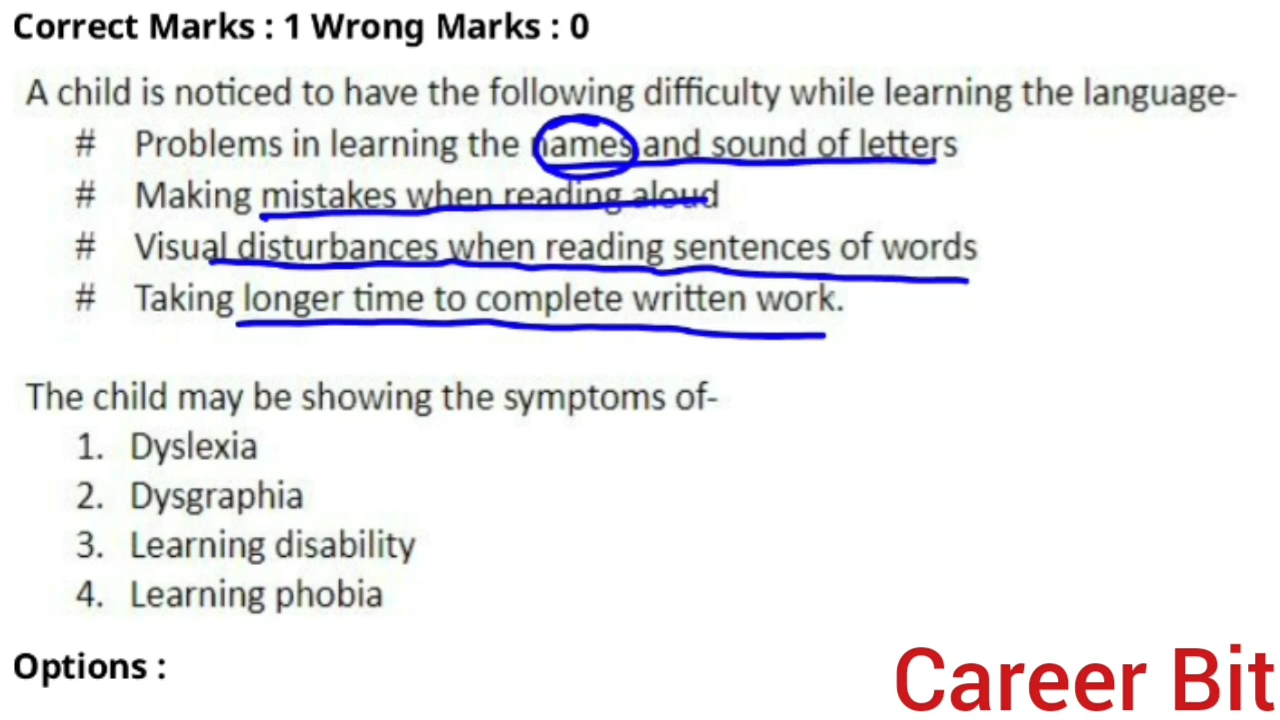 Correct Marks : 1 Wrong Marks : 0
A child is noticed to have the following difficulty while learning the language-
# Problems in learning the names and sound of letters
# Making mistakes when reading aloud
# Visual disturbances when reading sentences of words
# Taking longer time to complete written work.
The child may be showing the symptoms of-
1. Dyslexia
2. Dysgraphia
3. Learning disability
4. Learning phobia
Options :
Career Bit